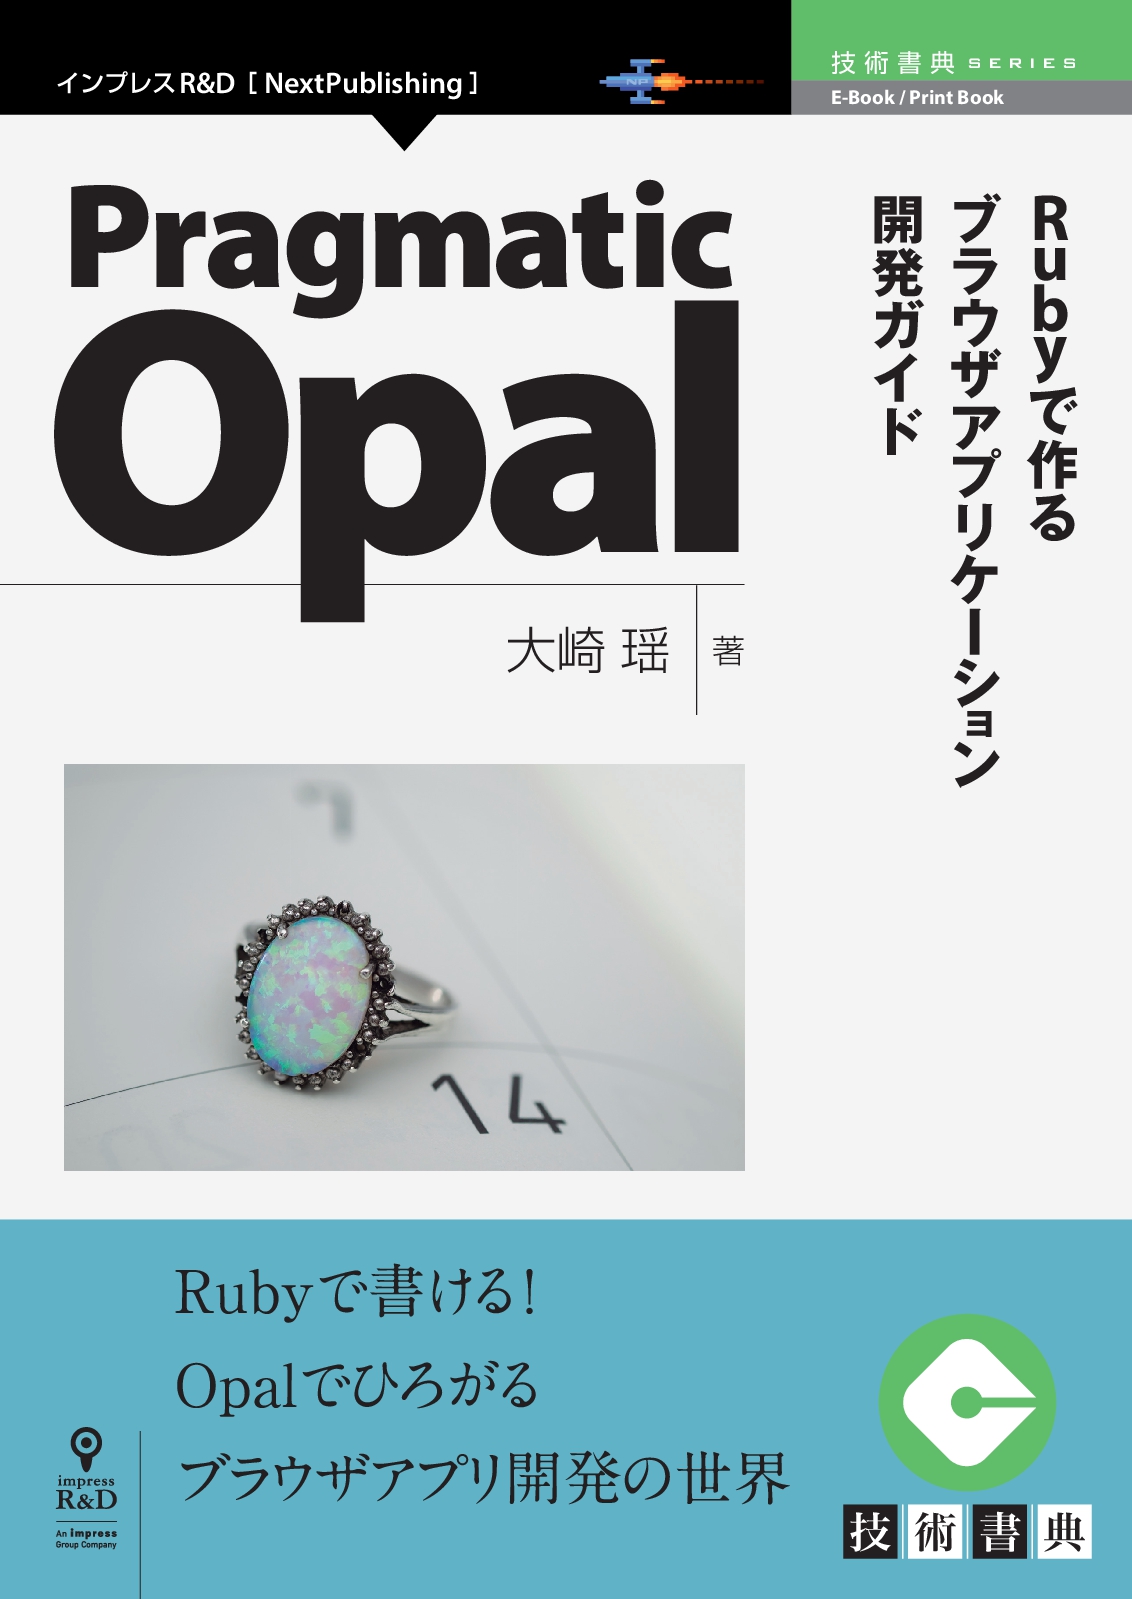 インプレスR&D [ NextPublishing ]
NP
技術書典 SERIES
E-Book / Print Book
Pragmatic
Opal
Rubyで作る
ブラウザアプリケーション
開発ガイド
大崎 瑶
著
14
Rubyで書ける!
Opalでひろがる
ブラウザアプリ開発の世界
impress
R&D
An impress
Group Company
技術書典